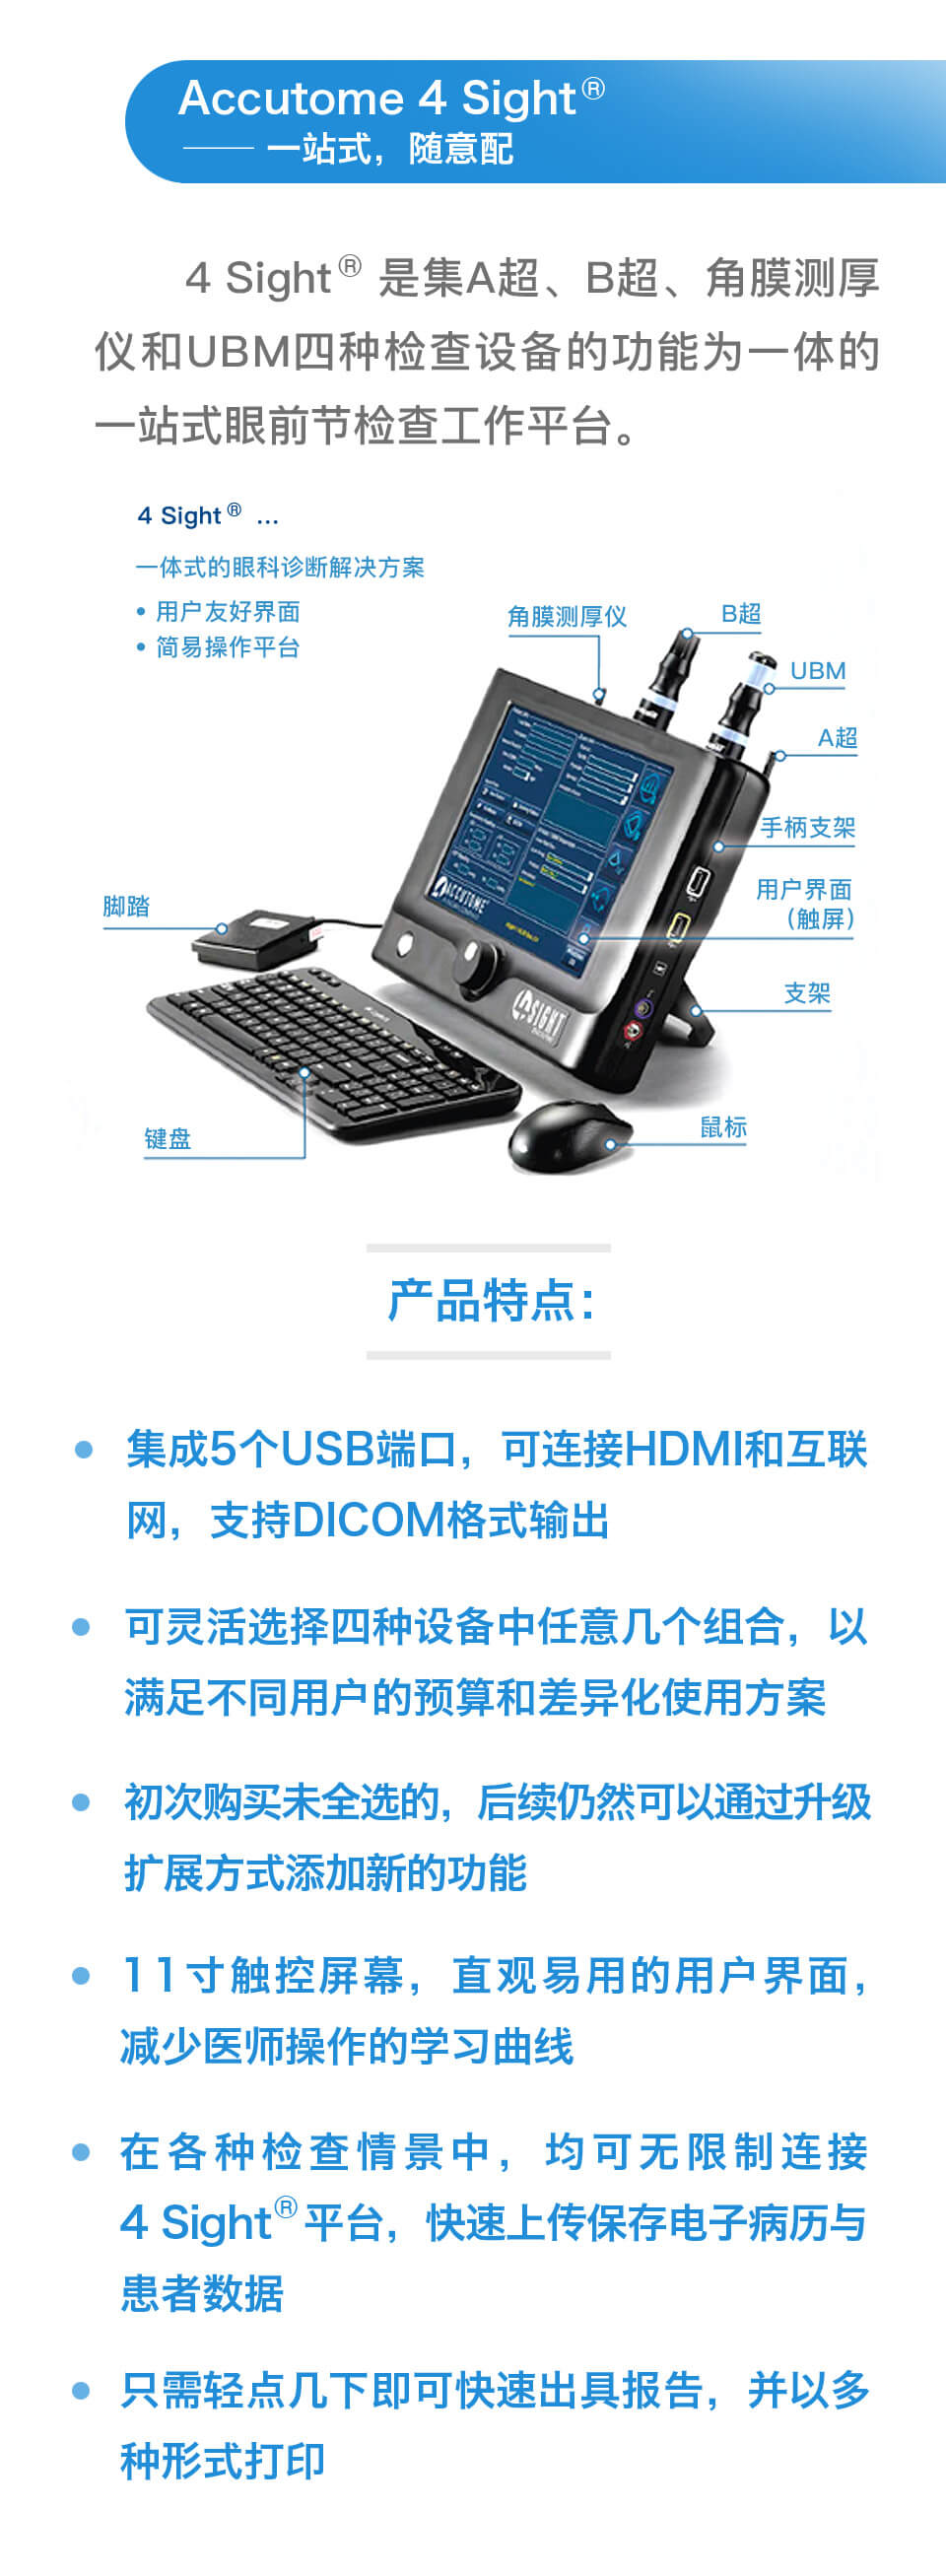 Accutome 4 Sight®
—— 一站式，随意配
4 Sight® 是集A超、B超、角膜测厚
仪和UBM四种检查设备的功能为一体的
一站式眼前节检查工作平台。
4 Sight® ...
一体式的眼科诊断解决方案
• 用户友好界面
• 简易操作平台
角膜测厚仪
B超
UBM
A超
手柄支架
用户界面
（触屏）
脚踏
支架
ACCUTOME
4SIGHT
键盘
鼠标
产品特点：
• 集成5个USB端口，可连接HDMI和互联
网，支持DICOM格式输出
• 可灵活选择四种设备中任意几个组合，以
满足不同用户的预算和差异化使用方案
• 初次购买未全选的，后续仍然可以通过升级
扩展方式添加新的功能
• 11寸触控屏幕，直观易用的用户界面，
减少医师操作的学习曲线
• 在各种检查情景中，均可无限制连接
4 Sight®平台，快速上传保存电子病历与
患者数据
• 只需轻点几下即可快速出具报告，并以多
种形式打印